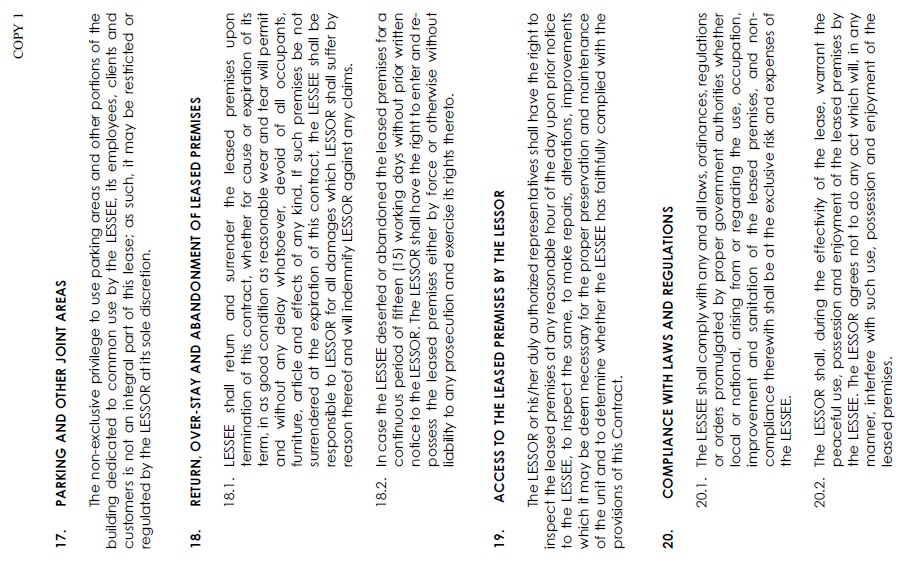 COPY 1
17. PARKING AND OTHER JOINT AREAS
The non-exclusive privilege to use parking areas and other portions of the
building dedicated to common use by the LESSEE, its employees, clients and
customers is not an integral part of this lease; as such, it may be restricted or
regulated by the LESSOR at its sole discretion.
18. RETURN, OVER-STAY AND ABANDONMENT OF LEASED PREMISES
18.1. LESSEE shall return and surrender the leased premises upon
termination of this contract, whether for cause or expiration of its
term, in as good condition as reasonable wear and tear will permit
and without any delay whatsoever, devoid of all occupants,
furniture, article and effects of any kind. If such premises be not
surrendered at the expiration of this contract, the LESSEE shall be
responsible to LESSOR for all damages which LESSOR shall suffer by
reason thereof and will indemnify LESSOR against any claims.
18.2. In case the LESSEE deserted or abandoned the leased premises for a
continuous period of fifteen (15) working days without prior written
notice to the LESSOR. The LESSOR shall have the right to enter and re-
possess the leased premises either by force or otherwise without
liability to any prosecution and exercise its rights thereto.
19. ACCESS TO THE LEASED PREMISES BY THE LESSOR
The LESSOR or his/her duly authorized representatives shall have the right to
inspect the leased premises at any reasonable hour of the day upon prior notice
to the LESSEE, to inspect the same, to make repairs, alterations, improvements
which it may be deem necessary for the proper preservation and maintenance
of the unit and to determine whether the LESSEE has faithfully complied with the
provisions of this Contract.
20. COMPLIANCE WITH LAWS AND REGULATIONS
20.1. The LESSEE shall comply with any and all laws, ordinances, regulations
or orders promulgated by proper government authorities whether
local or national, arising from or regarding the use, occupation,
improvement and sanitation of the leased premises, and non-
compliance therewith shall be at the exclusive risk and expenses of
the LESSEE.
20.2. The LESSOR shall, during the effectivity of the lease, warrant the
peaceful use, possession and enjoyment of the leased premises by
the LESSEE. The LESSOR agrees not to do any act which will, in any
manner, interfere with such use, possession and enjoyment of the
leased premises.